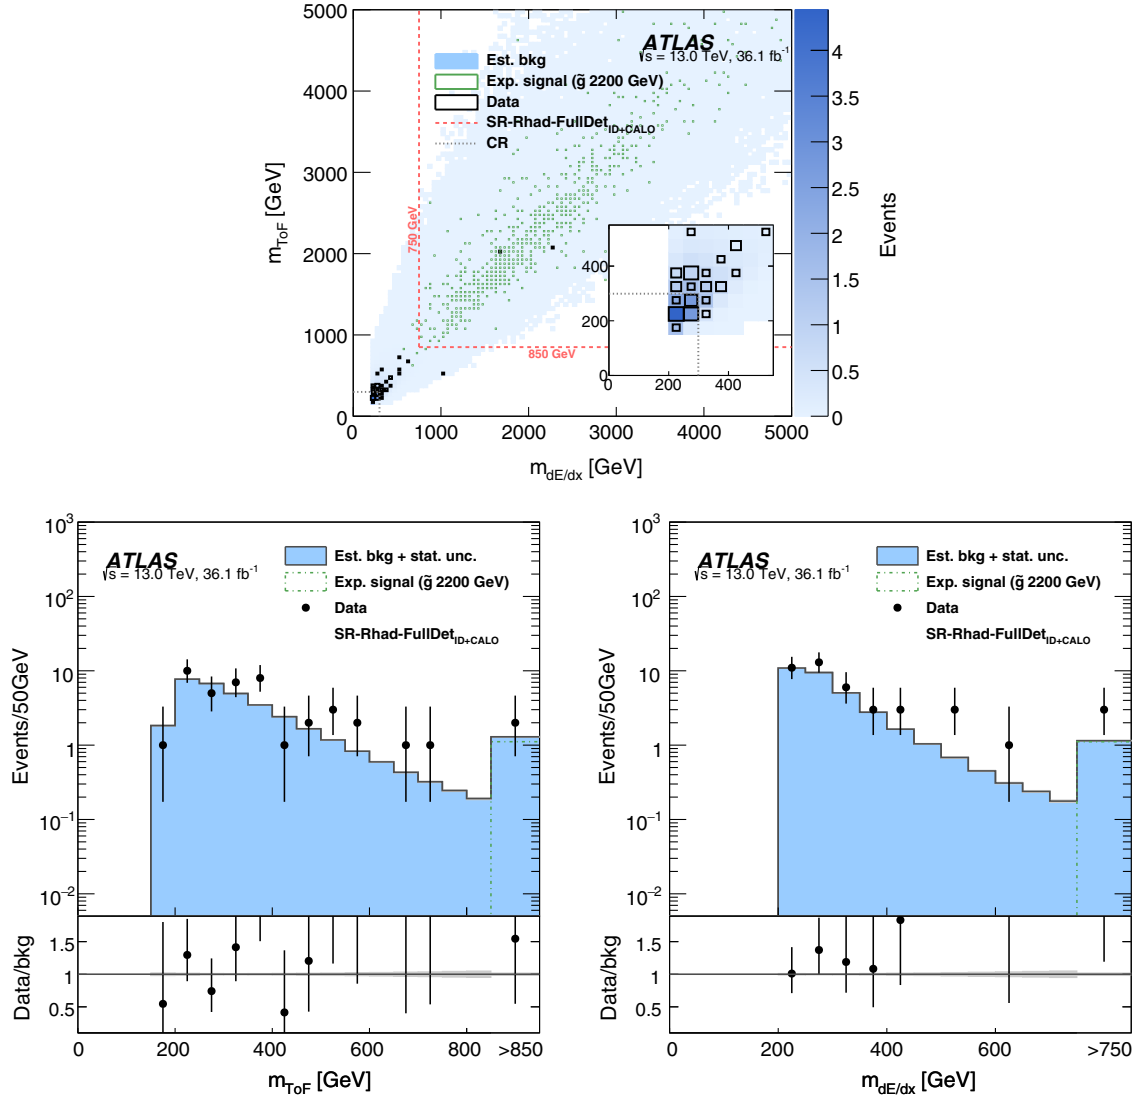 5000
4000
3000
2000
1000
0
m_ToF [GeV]
ATLAS
√s = 13.0 TeV, 36.1 fb⁻¹
Est. bkg
Exp. signal (g̃ 2200 GeV)
Data
SR-Rhad-FullDet_ID+CALO
CR
750 GeV
850 GeV
400
200
0
0 200 400
0 1000 2000 3000 4000 5000
m_dE/dx [GeV]
4
3.5
3
2.5
2
1.5
1
0.5
0
Events
10³
10²
10
1
10⁻¹
10⁻²
Events/50GeV
ATLAS
√s = 13.0 TeV, 36.1 fb⁻¹
Est. bkg + stat. unc.
Exp. signal (g̃ 2200 GeV)
Data
SR-Rhad-FullDet_ID+CALO
1.5
1
0.5
Data/bkg
0 200 400 600 800 >850
m_ToF [GeV]
10³
10²
10
1
10⁻¹
10⁻²
Events/50GeV
ATLAS
√s = 13.0 TeV, 36.1 fb⁻¹
Est. bkg + stat. unc.
Exp. signal (g̃ 2200 GeV)
Data
SR-Rhad-FullDet_ID+CALO
1.5
1
0.5
Data/bkg
0 200 400 600 >750
m_dE/dx [GeV]